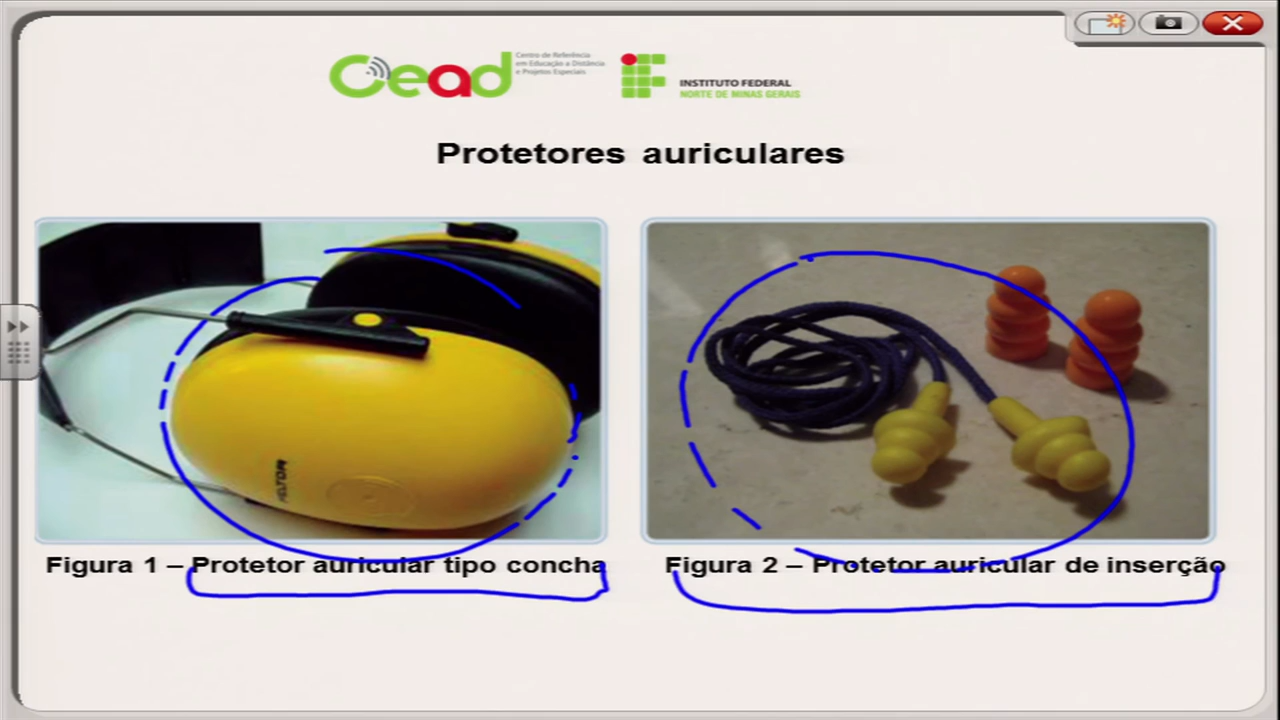 Cead
Centro de Referência
em Educação a Distância
e Projetos Especiais
INSTITUTO FEDERAL
NORTE DE MINAS GERAIS
Protetores auriculares
PELTOR
Figura 1 – Protetor auricular tipo concha
Figura 2 – Protetor auricular de inserção